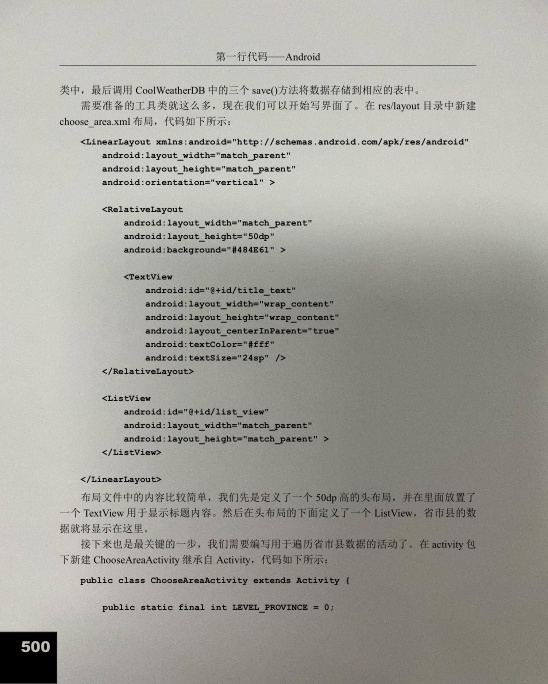 第一行代码——Android
类中，最后调用 CoolWeatherDB 中的三个 save()方法将数据存储到相应的表中。
需要准备的工具类就这么多，现在我们可以开始写界面了。在 res/layout 目录中新建
choose_area.xml 布局，代码如下所示：
<LinearLayout xmlns:android="http://schemas.android.com/apk/res/android"
android:layout_width="match_parent"
android:layout_height="match_parent"
android:orientation="vertical" >
<RelativeLayout
android:layout_width="match_parent"
android:layout_height="50dp"
android:background="#484E61" >
<TextView
android:id="@+id/title_text"
android:layout_width="wrap_content"
android:layout_height="wrap_content"
android:layout_centerInParent="true"
android:textColor="#fff"
android:textSize="24sp" />
</RelativeLayout>
<ListView
android:id="@+id/list_view"
android:layout_width="match_parent"
android:layout_height="match_parent" >
</ListView>
</LinearLayout>
布局文件中的内容比较简单，我们先是定义了一个 50dp 高的头布局，并在里面放置了
一个 TextView 用于显示标题内容。然后在头布局的下面定义了一个 ListView，省市县的数
据就将显示在这里。
接下来也是最关键的一步，我们需要编写用于遍历省市县数据的活动了。在 activity 包
下新建 ChooseAreaActivity 继承自 Activity，代码如下所示：
public class ChooseAreaActivity extends Activity {
public static final int LEVEL_PROVINCE = 0;
500